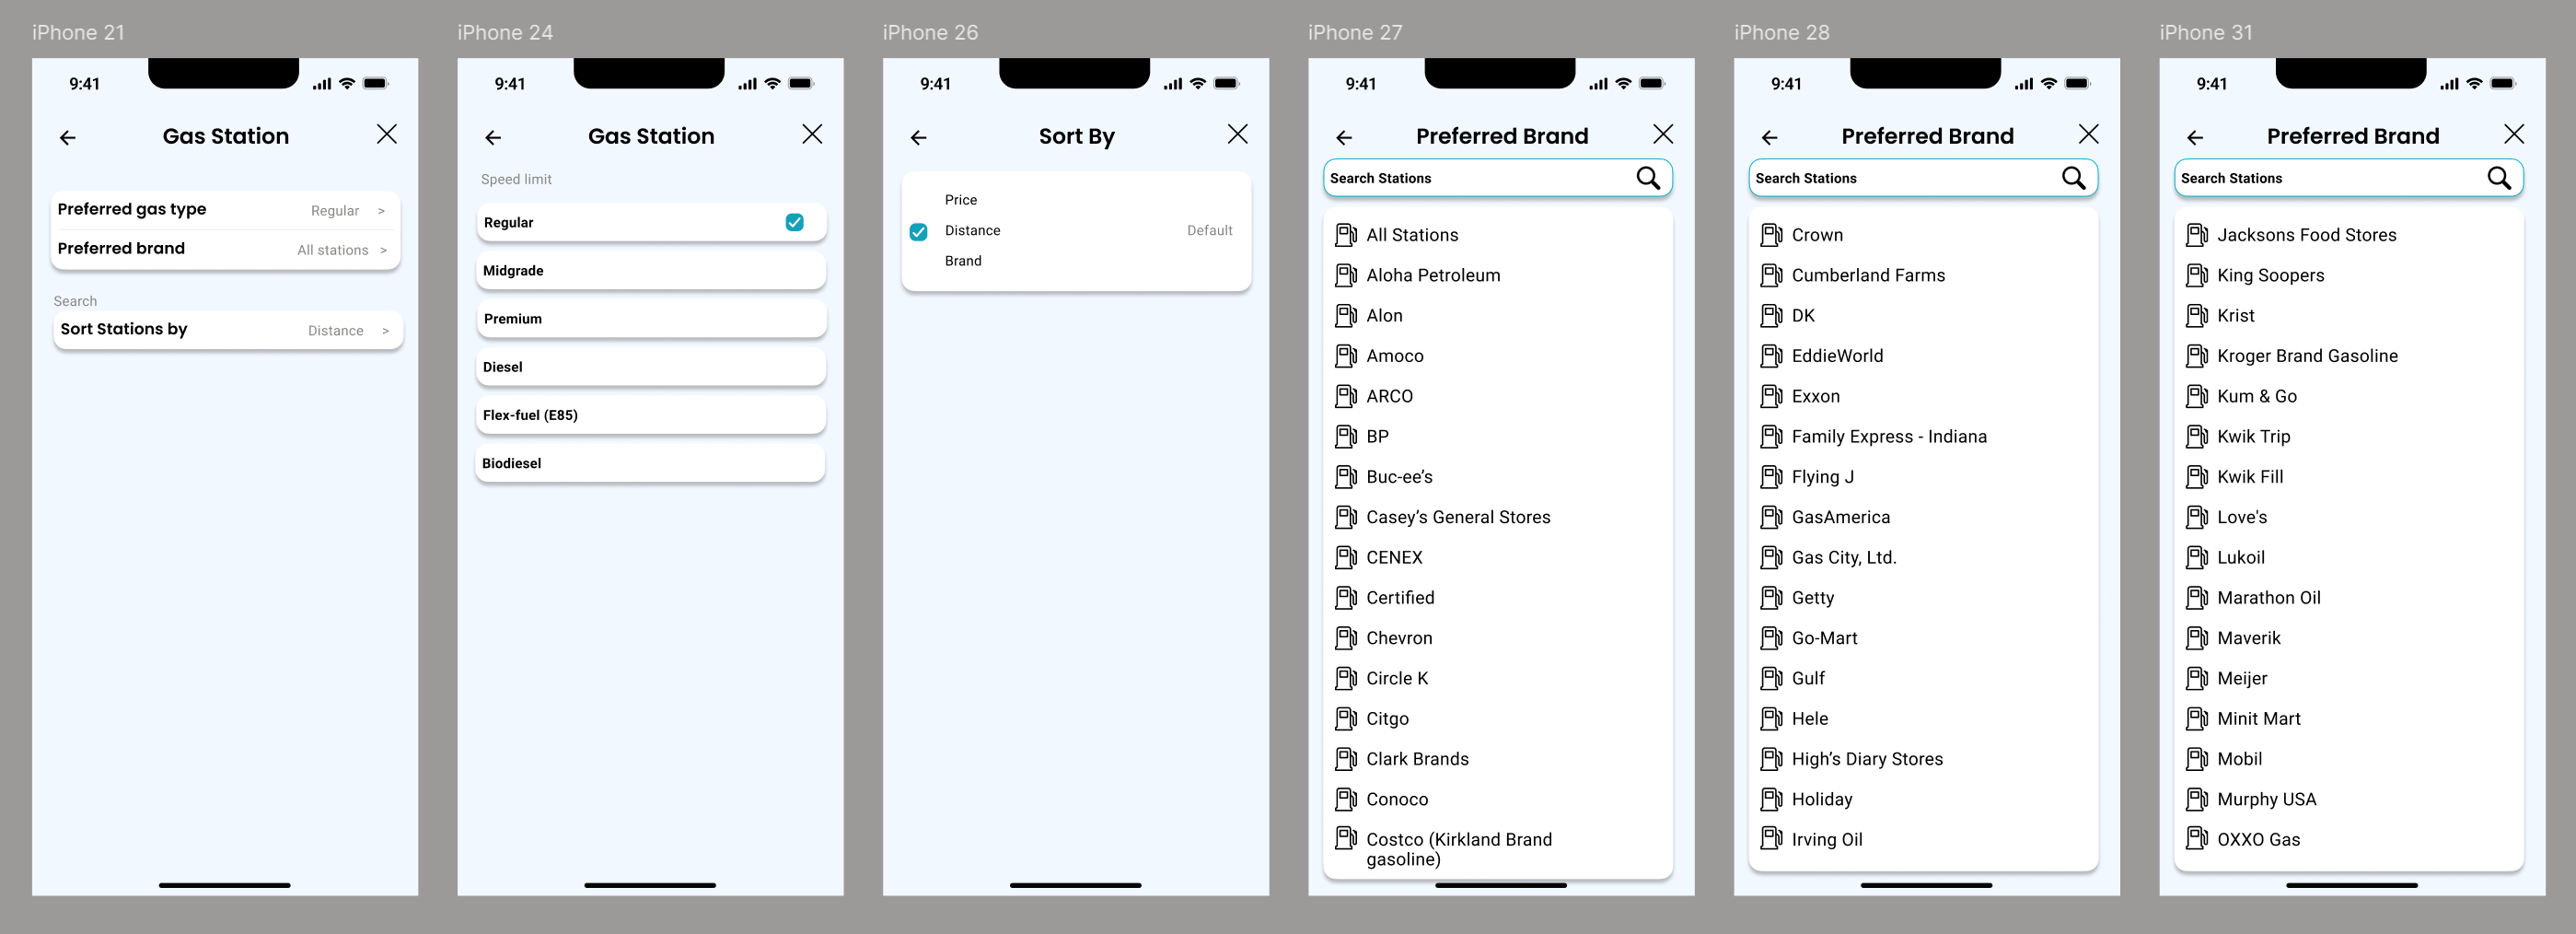 iPhone 21
9:41
Gas Station
Preferred gas type Regular >
Preferred brand All stations >
Search
Sort Stations by Distance >
iPhone 24
9:41
Gas Station
Speed limit
Regular
Midgrade
Premium
Diesel
Flex-fuel (E85)
Biodiesel
iPhone 26
9:41
Sort By
Price
Distance Default
Brand
iPhone 27
9:41
Preferred Brand
Search Stations
All Stations
Aloha Petroleum
Alon
Amoco
ARCO
BP
Buc-ee’s
Casey’s General Stores
CENEX
Certified
Chevron
Circle K
Citgo
Clark Brands
Conoco
Costco (Kirkland Brand
gasoline)
iPhone 28
9:41
Preferred Brand
Search Stations
Crown
Cumberland Farms
DK
EddieWorld
Exxon
Family Express - Indiana
Flying J
GasAmerica
Gas City, Ltd.
Getty
Go-Mart
Gulf
Hele
High’s Diary Stores
Holiday
Irving Oil
iPhone 31
9:41
Preferred Brand
Search Stations
Jacksons Food Stores
King Soopers
Krist
Kroger Brand Gasoline
Kum & Go
Kwik Trip
Kwik Fill
Love's
Lukoil
Marathon Oil
Maverik
Meijer
Minit Mart
Mobil
Murphy USA
OXXO Gas